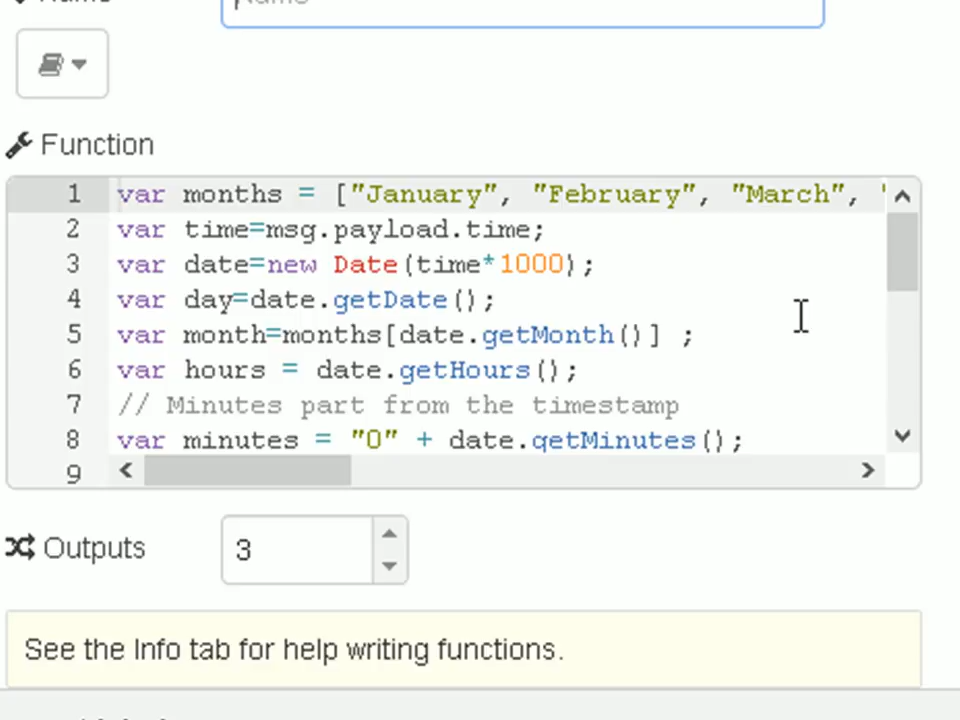 Name
Name
Function
1 var months = ["January", "February", "March", "
2 var time=msg.payload.time;
3 var date=new Date(time*1000);
4 var day=date.getDate();
5 var month=months[date.getMonth()] ;
6 var hours = date.getHours();
7 // Minutes part from the timestamp
8 var minutes = "0" + date.getMinutes();
9
Outputs 3
See the Info tab for help writing functions.